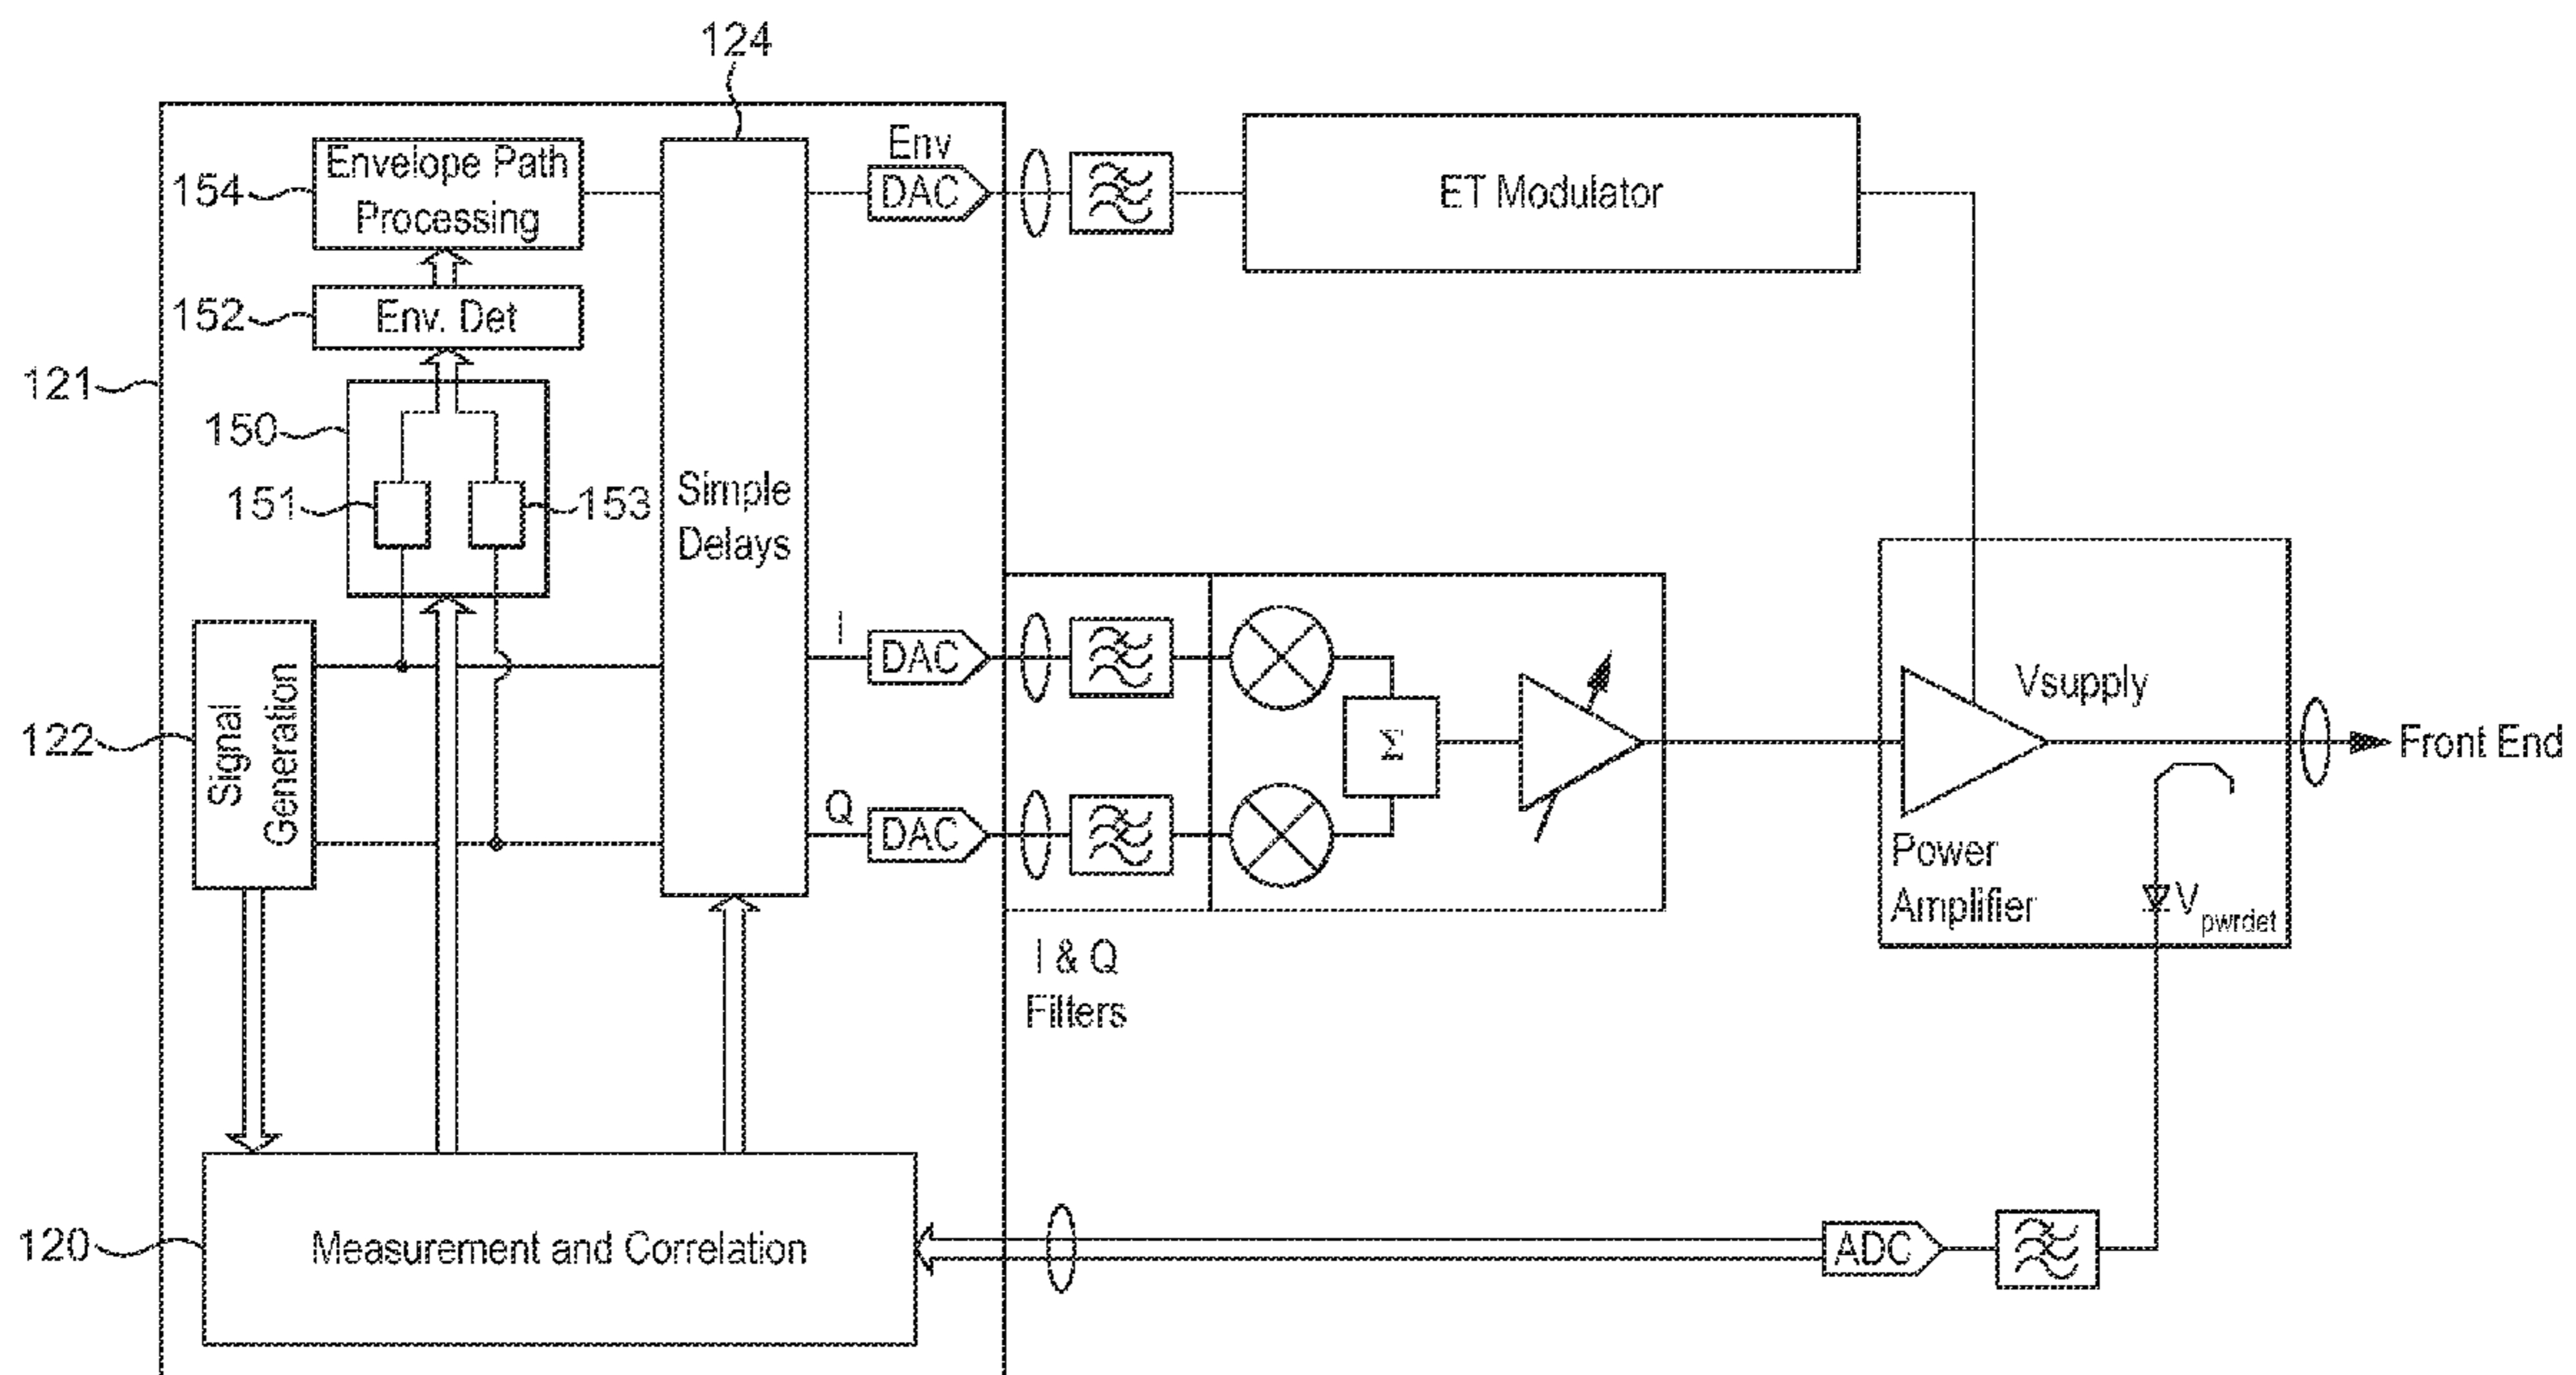 124
Env
DAC
Envelope Path
Processing
154
ET Modulator
152
Env. Det
121
150
151
153
Simple
Delays
I
DAC
122
Signal
Generation
Σ
Vsupply
Front End
Q
DAC
Power
Amplifier
V pwrdet
I & Q
Filters
120
Measurement and Correlation
ADC